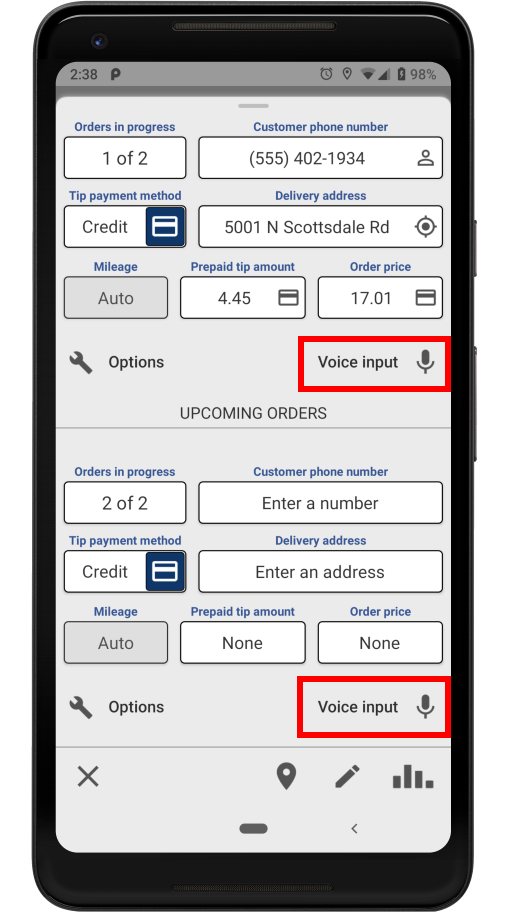 2:38 98%
Orders in progress Customer phone number
1 of 2 (555) 402-1934
Tip payment method Delivery address
Credit 5001 N Scottsdale Rd
Mileage Prepaid tip amount Order price
Auto 4.45 17.01
Options Voice input
UPCOMING ORDERS
Orders in progress Customer phone number
2 of 2 Enter a number
Tip payment method Delivery address
Credit Enter an address
Mileage Prepaid tip amount Order price
Auto None None
Options Voice input